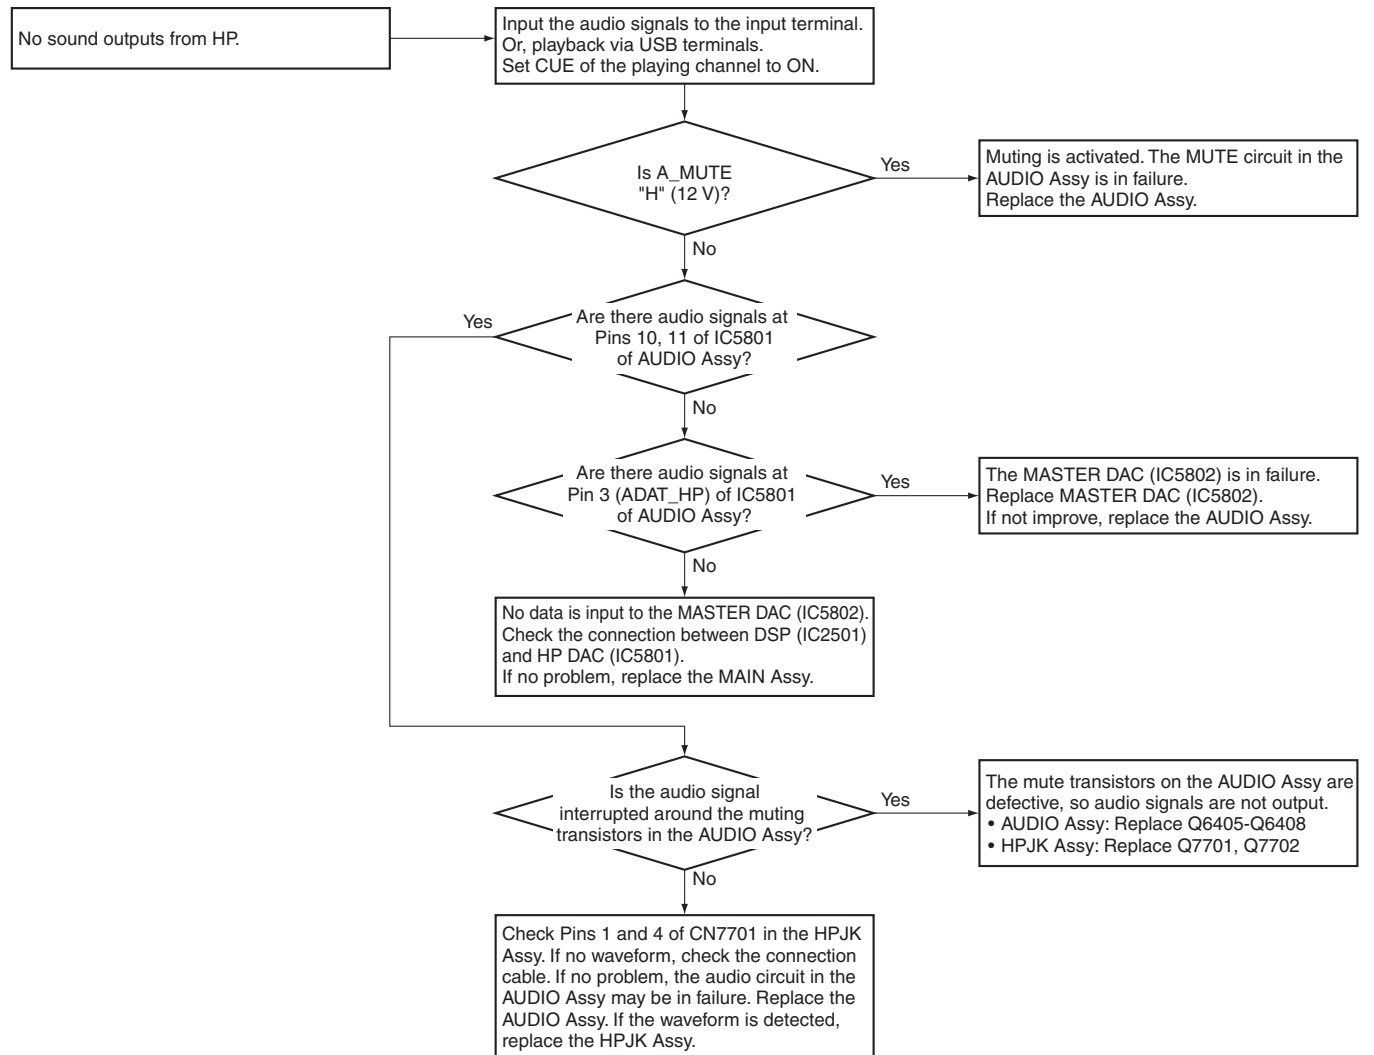 No sound outputs from HP.
Input the audio signals to the input terminal.
Or, playback via USB terminals.
Set CUE of the playing channel to ON.
Is A_MUTE
"H" (12 V)?
Yes
Muting is activated. The MUTE circuit in the
AUDIO Assy is in failure.
Replace the AUDIO Assy.
No
Yes
Are there audio signals at
Pins 10, 11 of IC5801
of AUDIO Assy?
No
Are there audio signals at
Pin 3 (ADAT_HP) of IC5801
of AUDIO Assy?
Yes
The MASTER DAC (IC5802) is in failure.
Replace MASTER DAC (IC5802).
If not improve, replace the AUDIO Assy.
No
No data is input to the MASTER DAC (IC5802).
Check the connection between DSP (IC2501)
and HP DAC (IC5801).
If no problem, replace the MAIN Assy.
Is the audio signal
interrupted around the muting
transistors in the AUDIO Assy?
Yes
The mute transistors on the AUDIO Assy are
defective, so audio signals are not output.
• AUDIO Assy: Replace Q6405-Q6408
• HPJK Assy: Replace Q7701, Q7702
No
Check Pins 1 and 4 of CN7701 in the HPJK
Assy. If no waveform, check the connection
cable. If no problem, the audio circuit in the
AUDIO Assy may be in failure. Replace the
AUDIO Assy. If the waveform is detected,
replace the HPJK Assy.